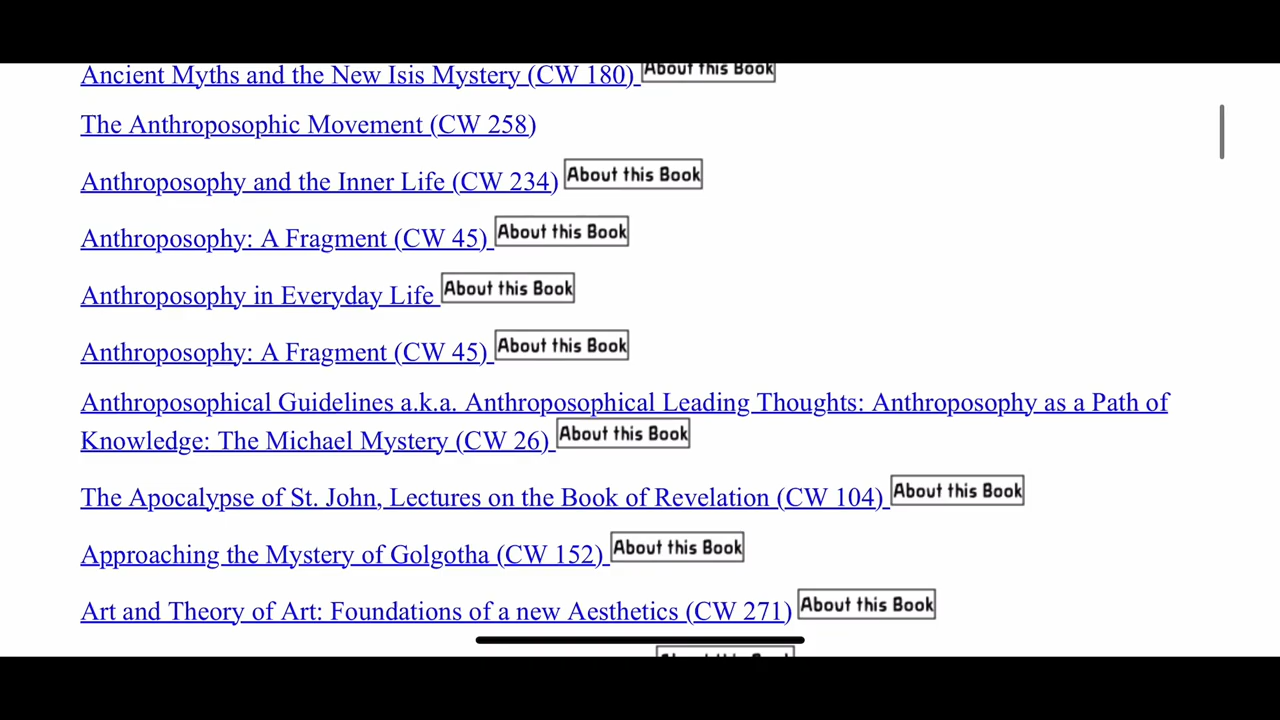 Ancient Myths and the New Isis Mystery (CW 180) About this Book
The Anthroposophic Movement (CW 258)
Anthroposophy and the Inner Life (CW 234) About this Book
Anthroposophy: A Fragment (CW 45) About this Book
Anthroposophy in Everyday Life About this Book
Anthroposophy: A Fragment (CW 45) About this Book
Anthroposophical Guidelines a.k.a. Anthroposophical Leading Thoughts: Anthroposophy as a Path of
Knowledge: The Michael Mystery (CW 26) About this Book
The Apocalypse of St. John, Lectures on the Book of Revelation (CW 104) About this Book
Approaching the Mystery of Golgotha (CW 152) About this Book
Art and Theory of Art: Foundations of a new Aesthetics (CW 271) About this Book